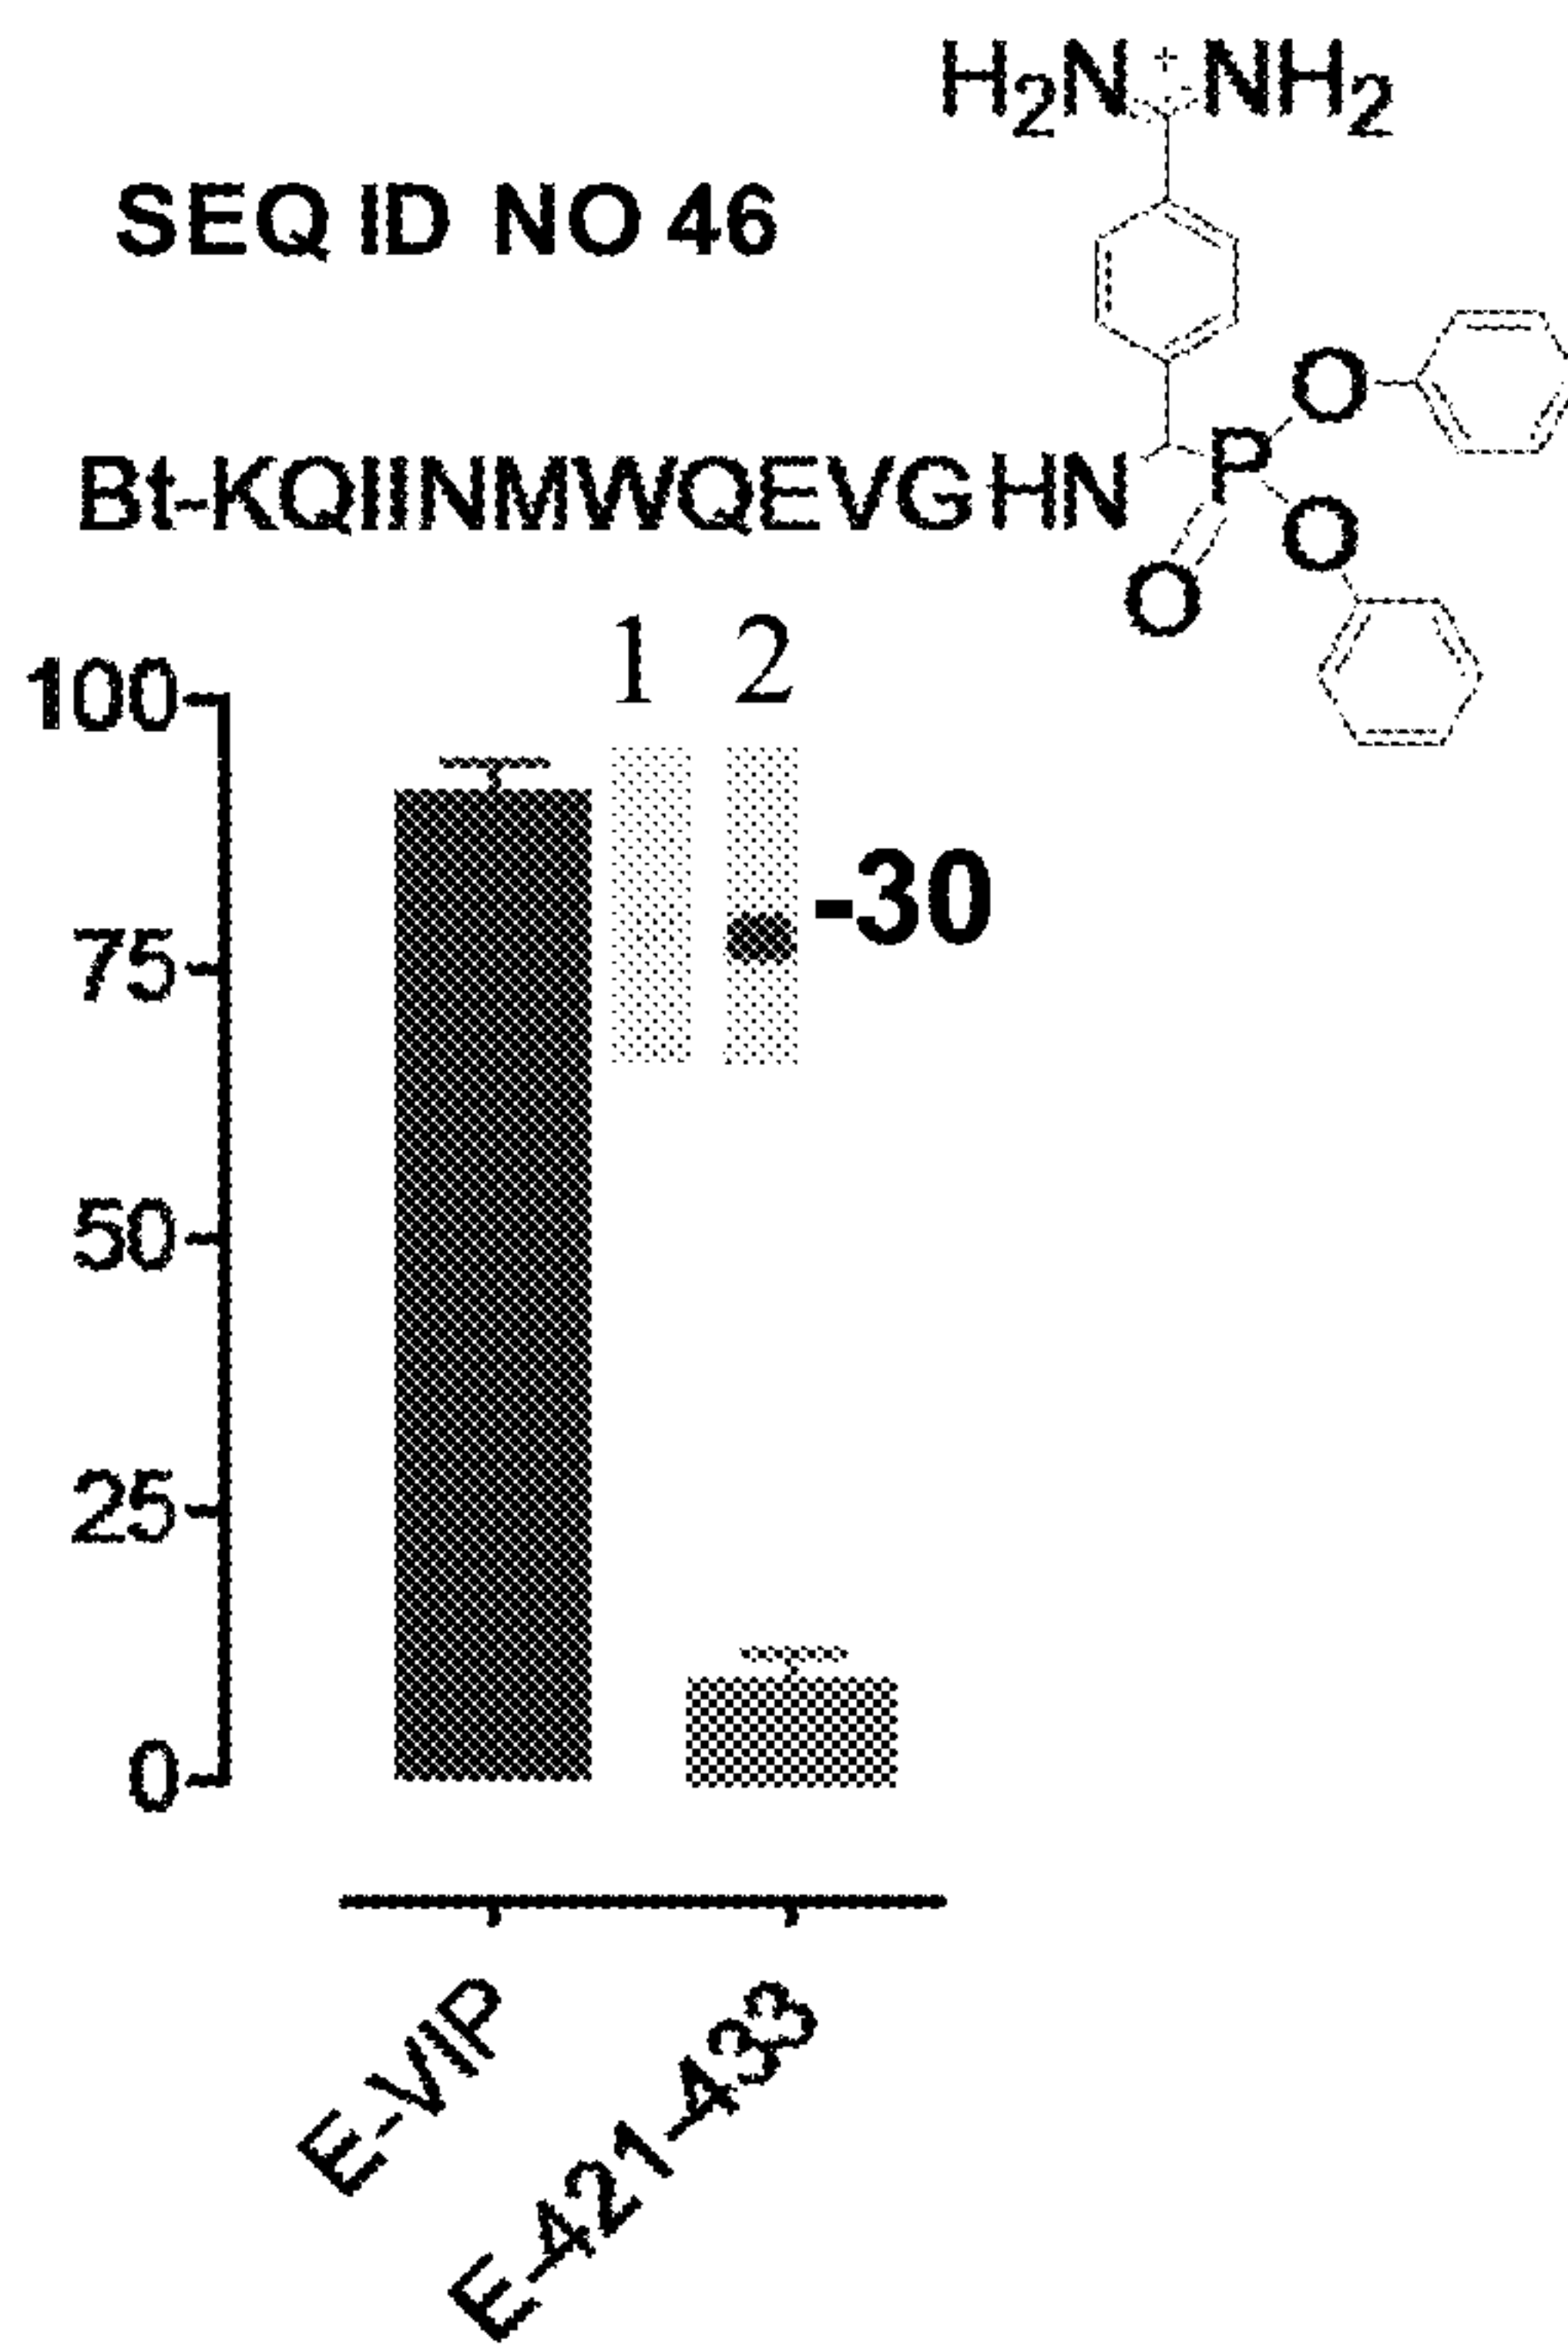 H2N + NH2
SEQ ID NO 46
O
Bt-KQIINMWQEVGHN P
O
O
1 2
100
-30
75
50
25
0
E-VIP
E-421-433